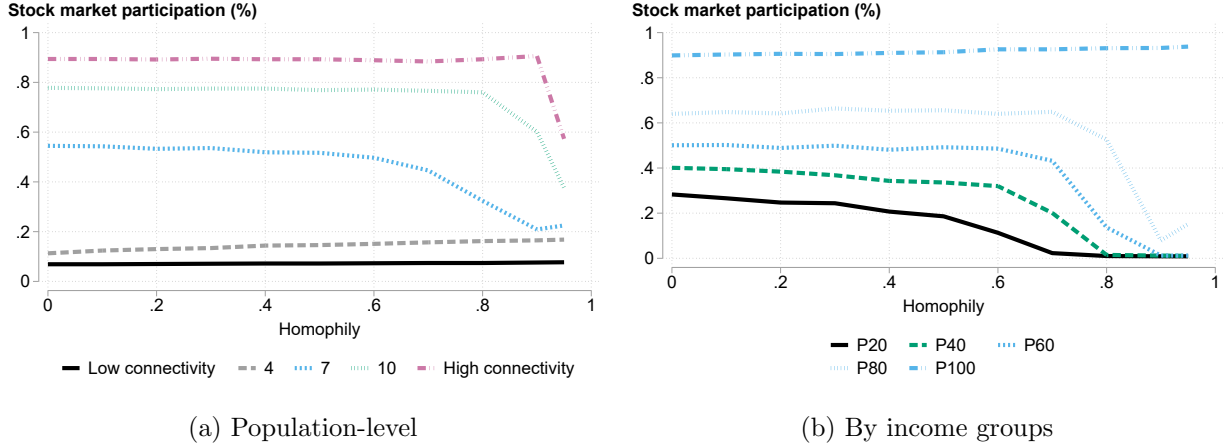 Stock market participation (%)
1
.8
.6
.4
.2
0
0 .2 .4 .6 .8 1
Homophily
Low connectivity 4 7 10 High connectivity
(a) Population-level
Stock market participation (%)
1
.8
.6
.4
.2
0
0 .2 .4 .6 .8 1
Homophily
P20 P40 P60
P80 P100
(b) By income groups